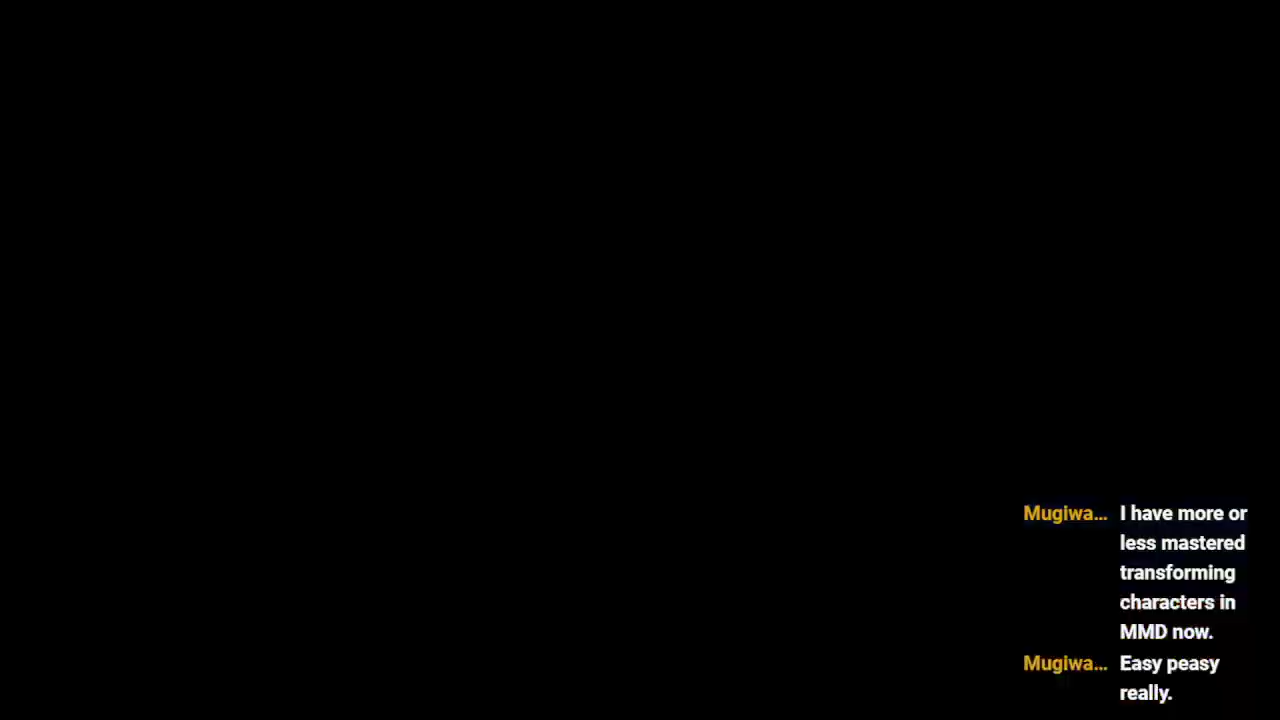 Mugiwa... I have more or
less mastered
transforming
characters in
MMD now.
Mugiwa... Easy peasy
really.